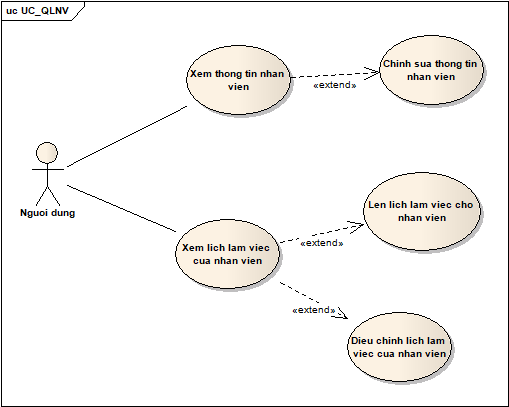 uc UC_QLNV
Xem thong tin nhan
vien
«extend»
Chinh sua thong tin
nhan vien
Nguoi dung
Xem lich lam viec
cua nhan vien
«extend»
Len lich lam viec cho
nhan vien
«extend»
Dieu chinh lich lam
viec cua nhan vien